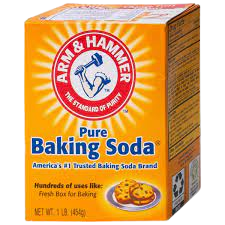 ARM & HAMMER
THE STANDARD OF PURITY
Pure
Baking Soda®
America's #1 Trusted Baking Soda Brand
Hundreds of uses like:
Fresh Box for Baking
NET WT. 1 LB. (454g)